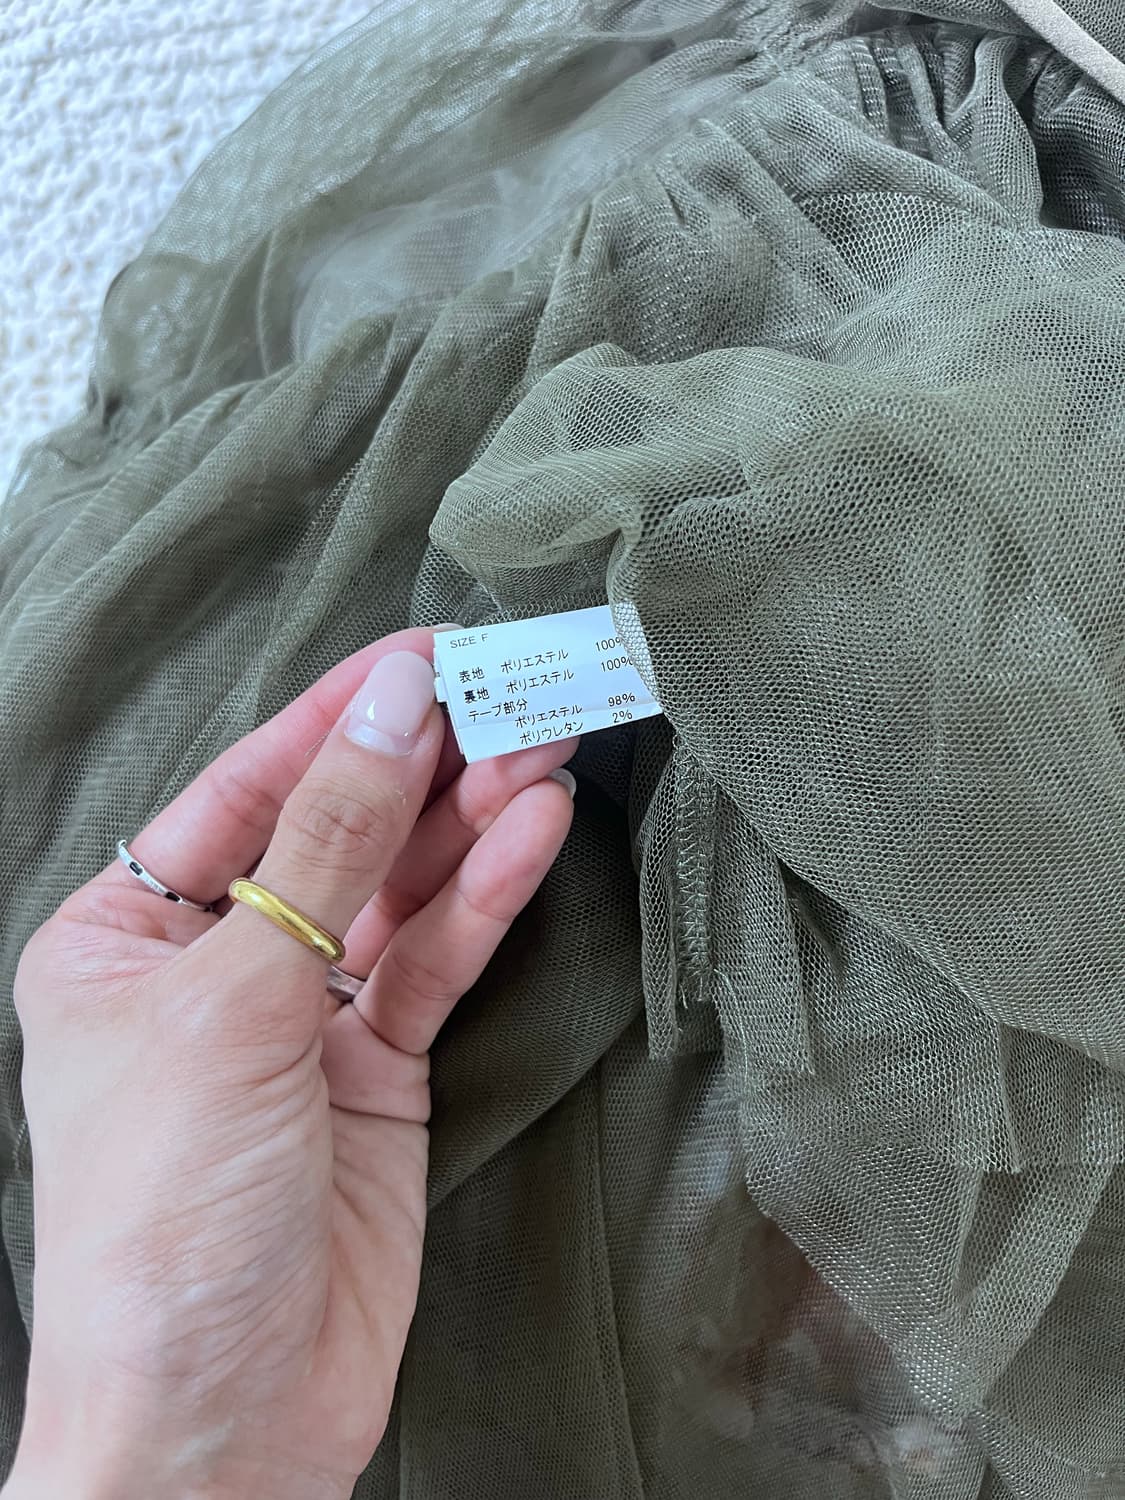 SIZE F
表地 ポリエステル 100%
裏地 ポリエステル 100%
テープ部分
ポリエステル 98%
ポリウレタン 2%